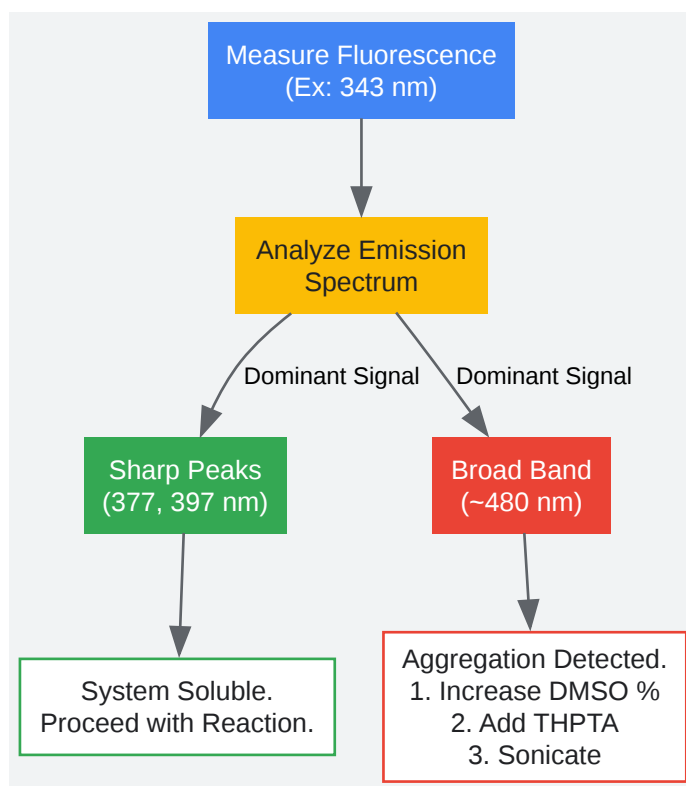 Measure Fluorescence
(Ex: 343 nm)
Analyze Emission
Spectrum
Dominant Signal
Dominant Signal
Sharp Peaks
(377, 397 nm)
Broad Band
(~480 nm)
System Soluble.
Proceed with Reaction.
Aggregation Detected.
1. Increase DMSO %
2. Add THPTA
3. Sonicate